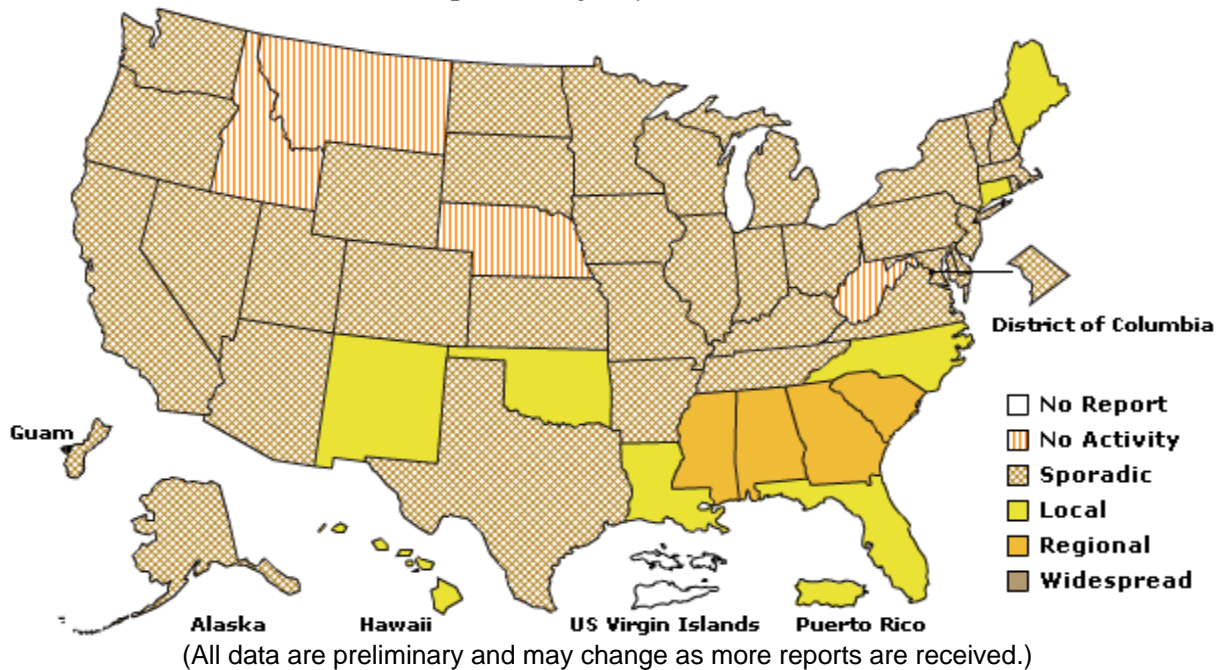 District of Columbia
Guam
No Report
No Activity
Sporadic
Local
Regional
Widespread
Alaska
Hawaii
US Virgin Islands
Puerto Rico
(All data are preliminary and may change as more reports are received.)